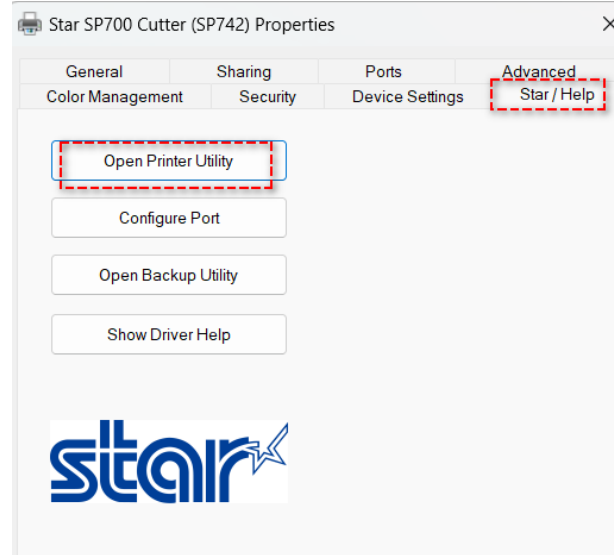 Star SP700 Cutter (SP742) Properties
General Sharing Ports Advanced
Color Management Security Device Settings Star / Help
Open Printer Utility
Configure Port
Open Backup Utility
Show Driver Help
star